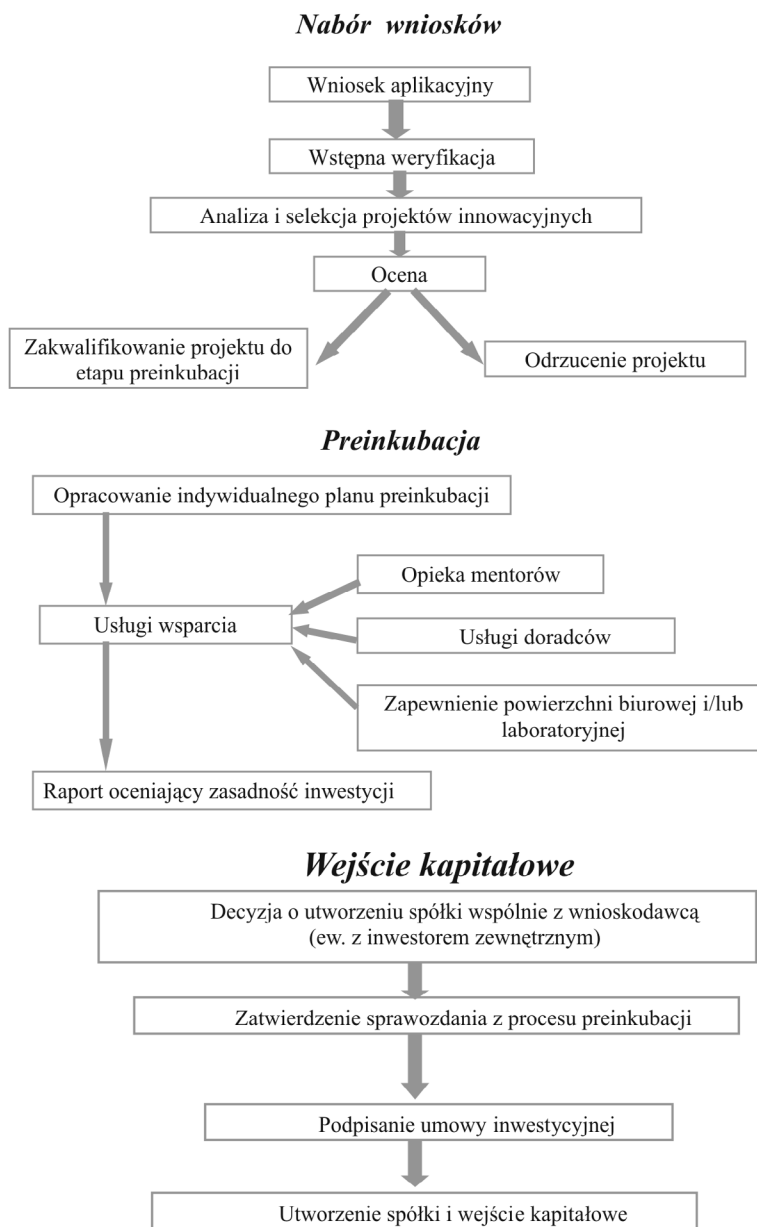 Nabór wniosków
Wniosek aplikacyjny
Wstępna weryfikacja
Analiza i selekcja projektów innowacyjnych
Ocena
Zakwalifikowanie projektu do
etapu preinkubacji
Odrzucenie projektu
Preinkubacja
Opracowanie indywidualnego planu preinkubacji
Opieka mentorów
Usługi wsparcia
Usługi doradców
Zapewnienie powierzchni biurowej i/lub
laboratoryjnej
Raport oceniający zasadność inwestycji
Wejście kapitałowe
Decyzja o utworzeniu spółki wspólnie z wnioskodawcą
(ew. z inwestorem zewnętrznym)
Zatwierdzenie sprawozdania z procesu preinkubacji
Podpisanie umowy inwestycyjnej
Utworzenie spółki i wejście kapitałowe